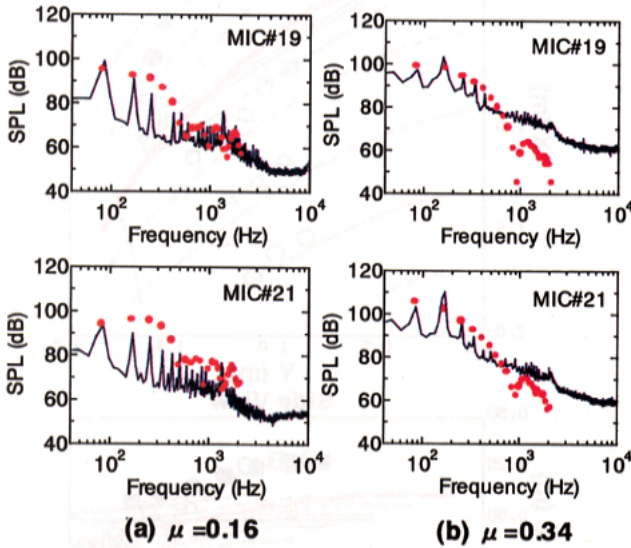 120
MIC#19
100
SPL (dB)
80
60
40
10² 10³ 10⁴
Frequency (Hz)
120
MIC#19
100
SPL (dB)
80
60
40
10² 10³ 10⁴
Frequency (Hz)
120
MIC#21
100
SPL (dB)
80
60
40
10² 10³ 10⁴
Frequency (Hz)
120
MIC#21
100
SPL (dB)
80
60
40
10² 10³ 10⁴
Frequency (Hz)
(a) μ =0.16
(b) μ =0.34